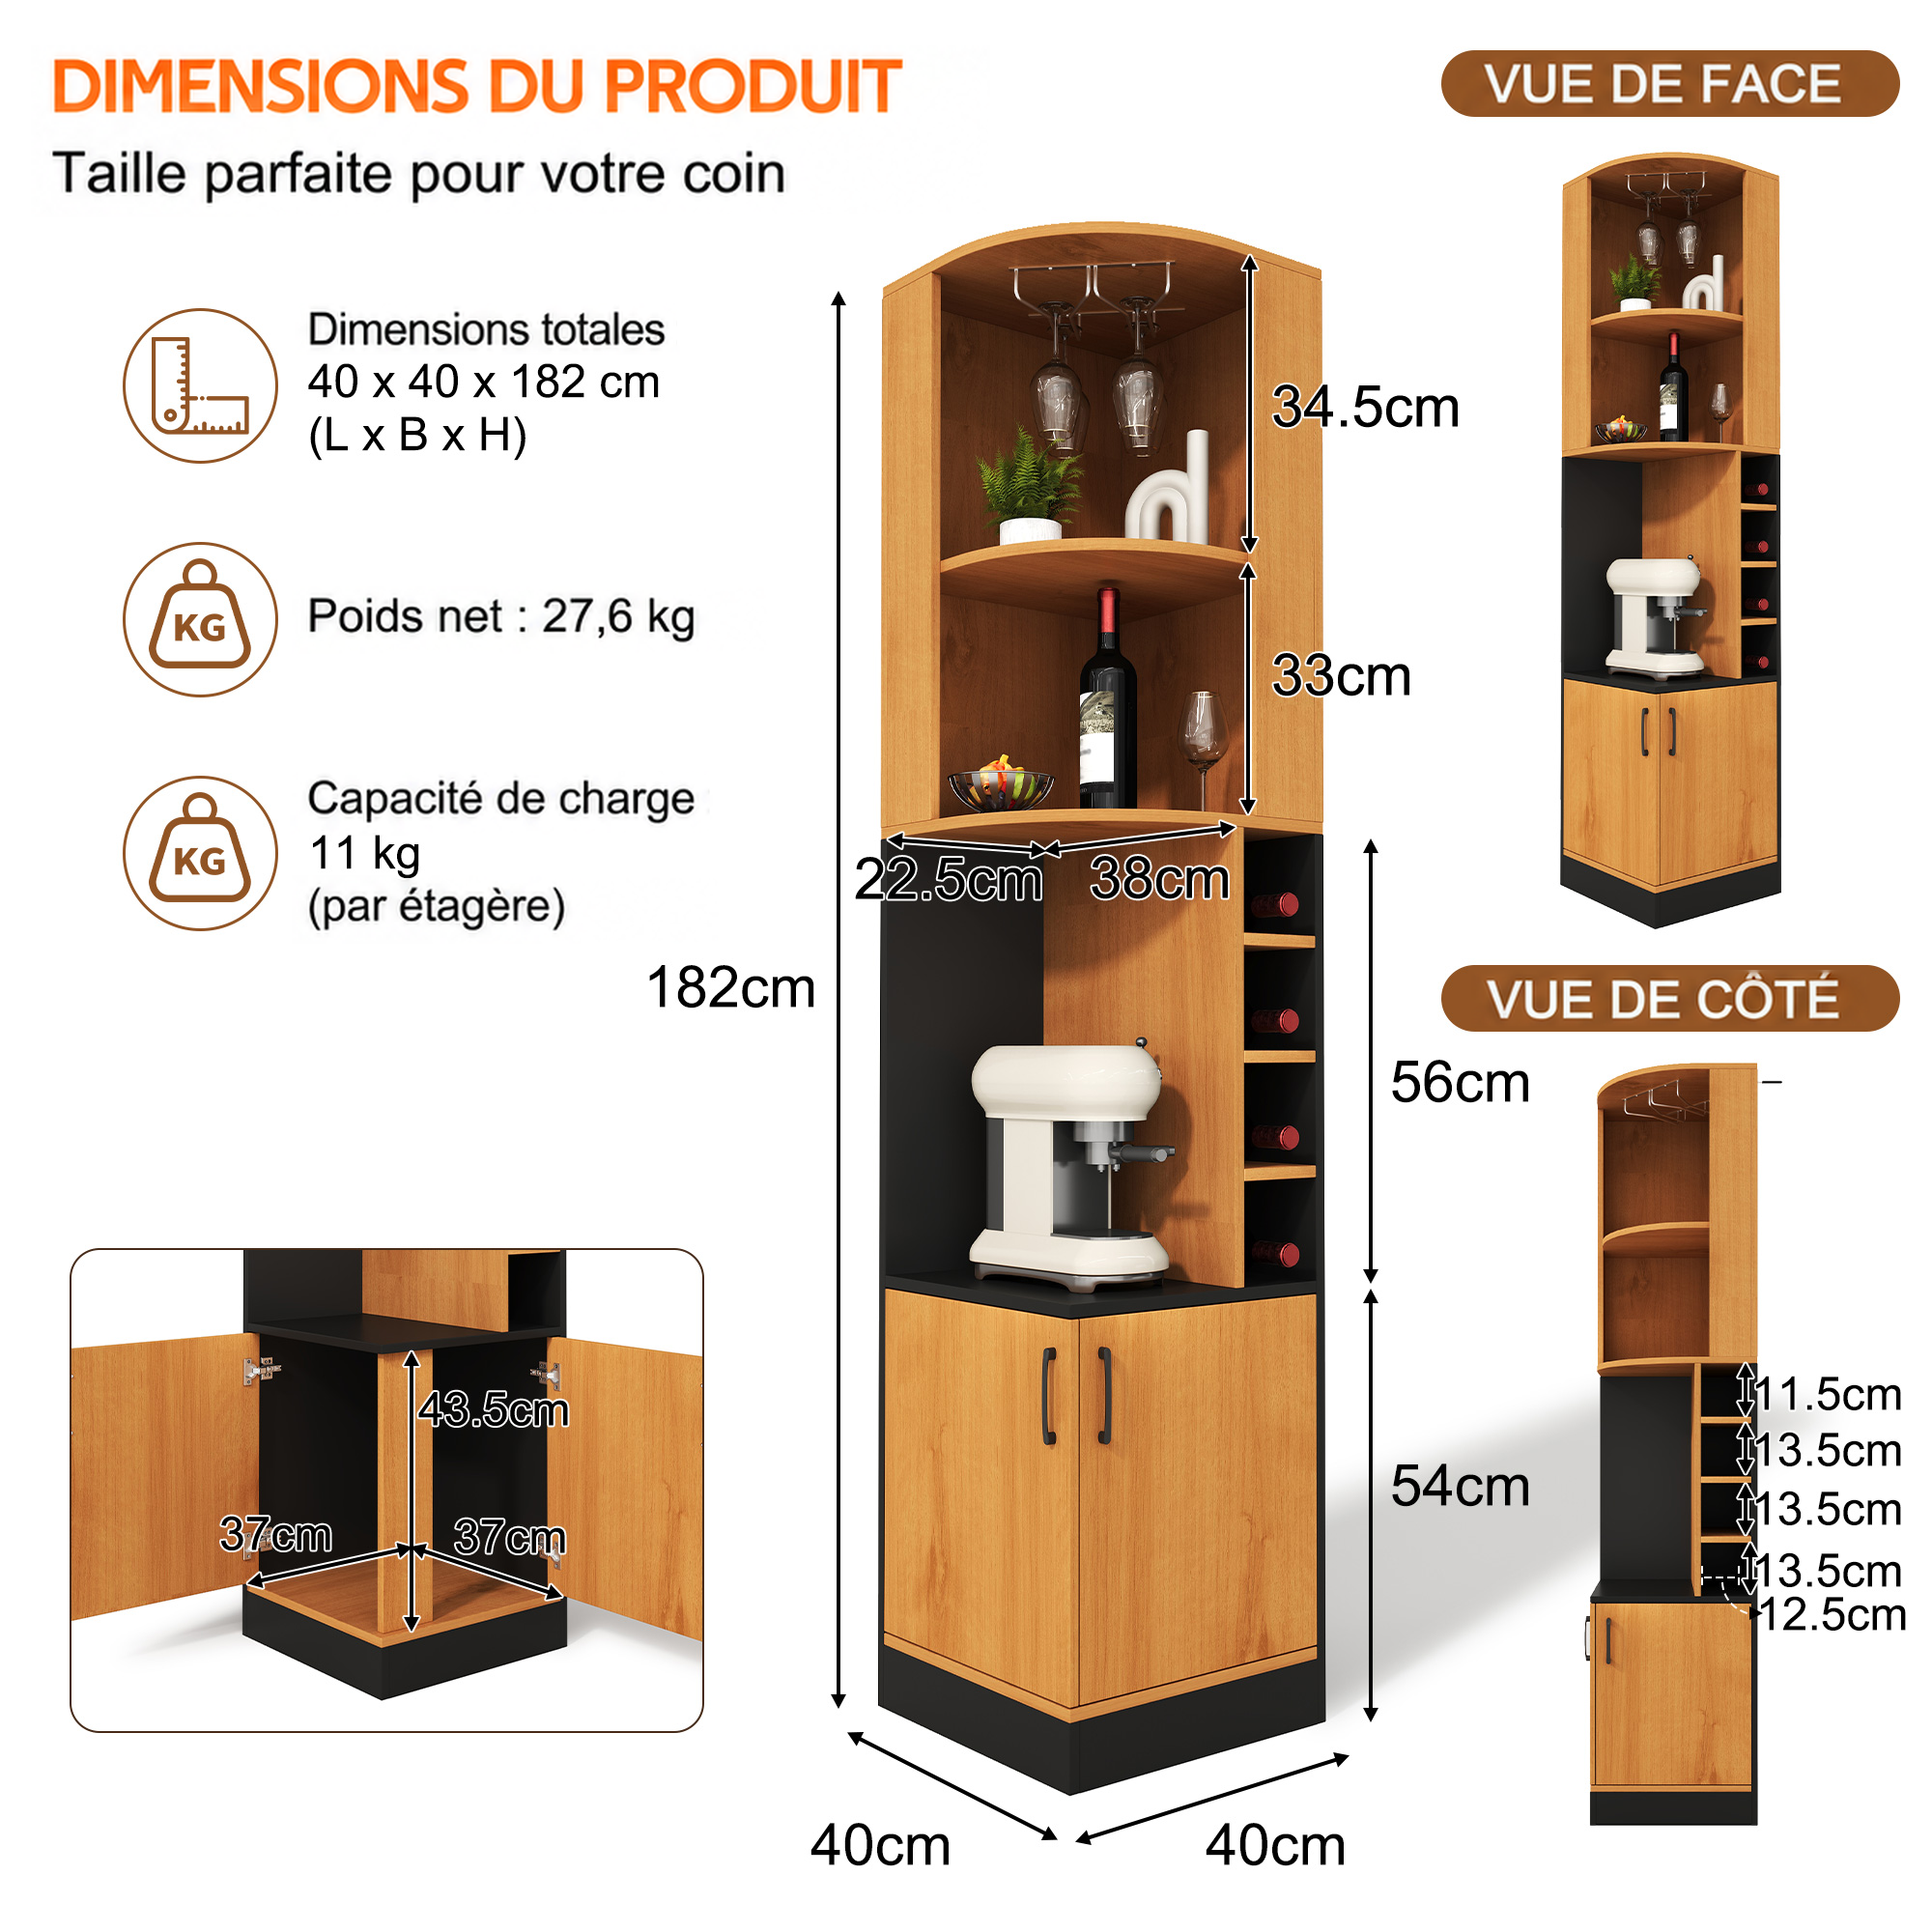 DIMENSIONS DU PRODUIT
Taille parfaite pour votre coin
Dimensions totales
40 x 40 x 182 cm
(L x B x H)
KG
Poids net : 27,6 kg
KG
Capacité de charge
11 kg
(par étagère)
VUE DE FACE
34.5cm
33cm
22.5cm
38cm
182cm
56cm
54cm
40cm
40cm
43.5cm
37cm
37cm
VUE DE CÔTÉ
11.5cm
13.5cm
13.5cm
13.5cm
12.5cm